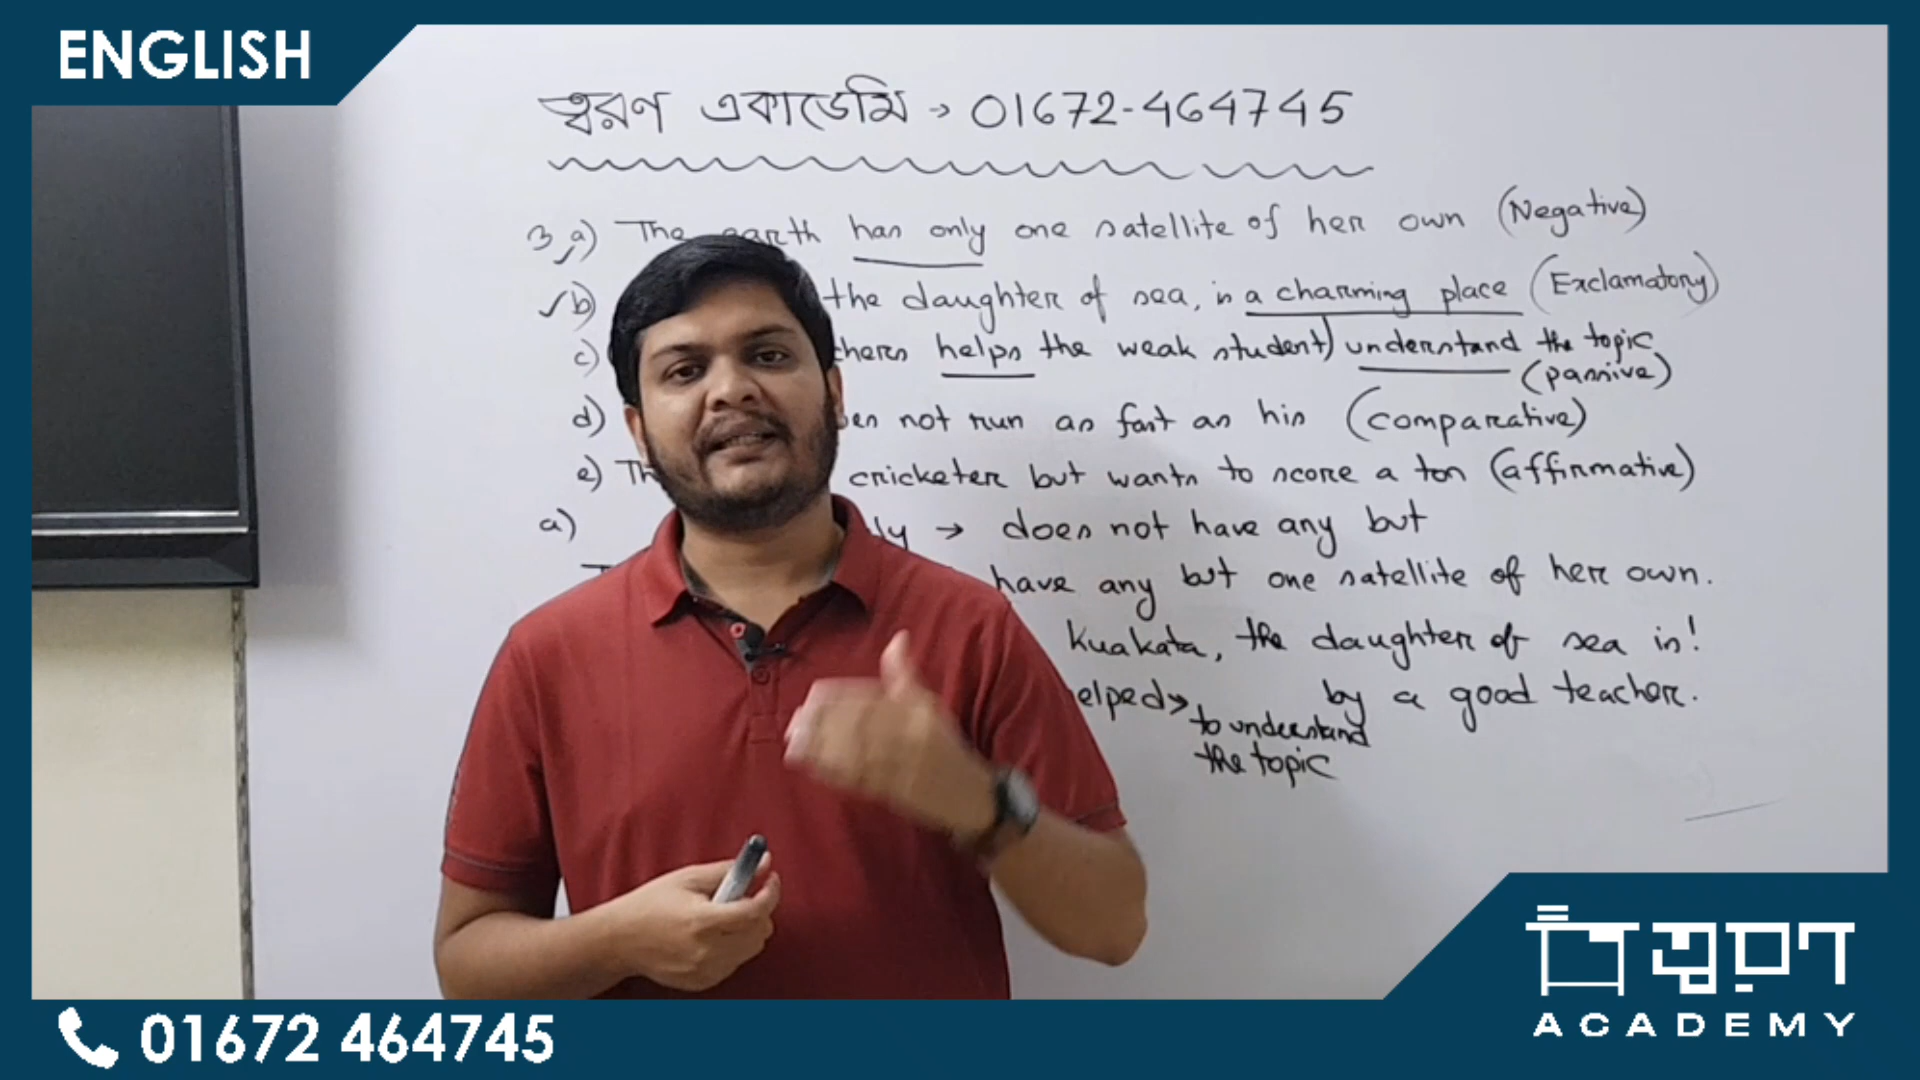 ENGLISH
ত্বরণ একাডেমি → 01672-464745
3, a) The earth has only one satellite of her own (Negative)
b) the daughter of sea, is a charming place (Exclamatory)
c) helps the weak student) understand the topic
(passive)
d) not run as fast as his (comparative)
e) cricketer but wants to score a ton (affirmative)
a) → does not have any but
have any but one satellite of her own.
Kuakata, the daughter of sea is!
by a good teacher.
to understand
the topic
ত্বরণ
ACADEMY
01672 464745